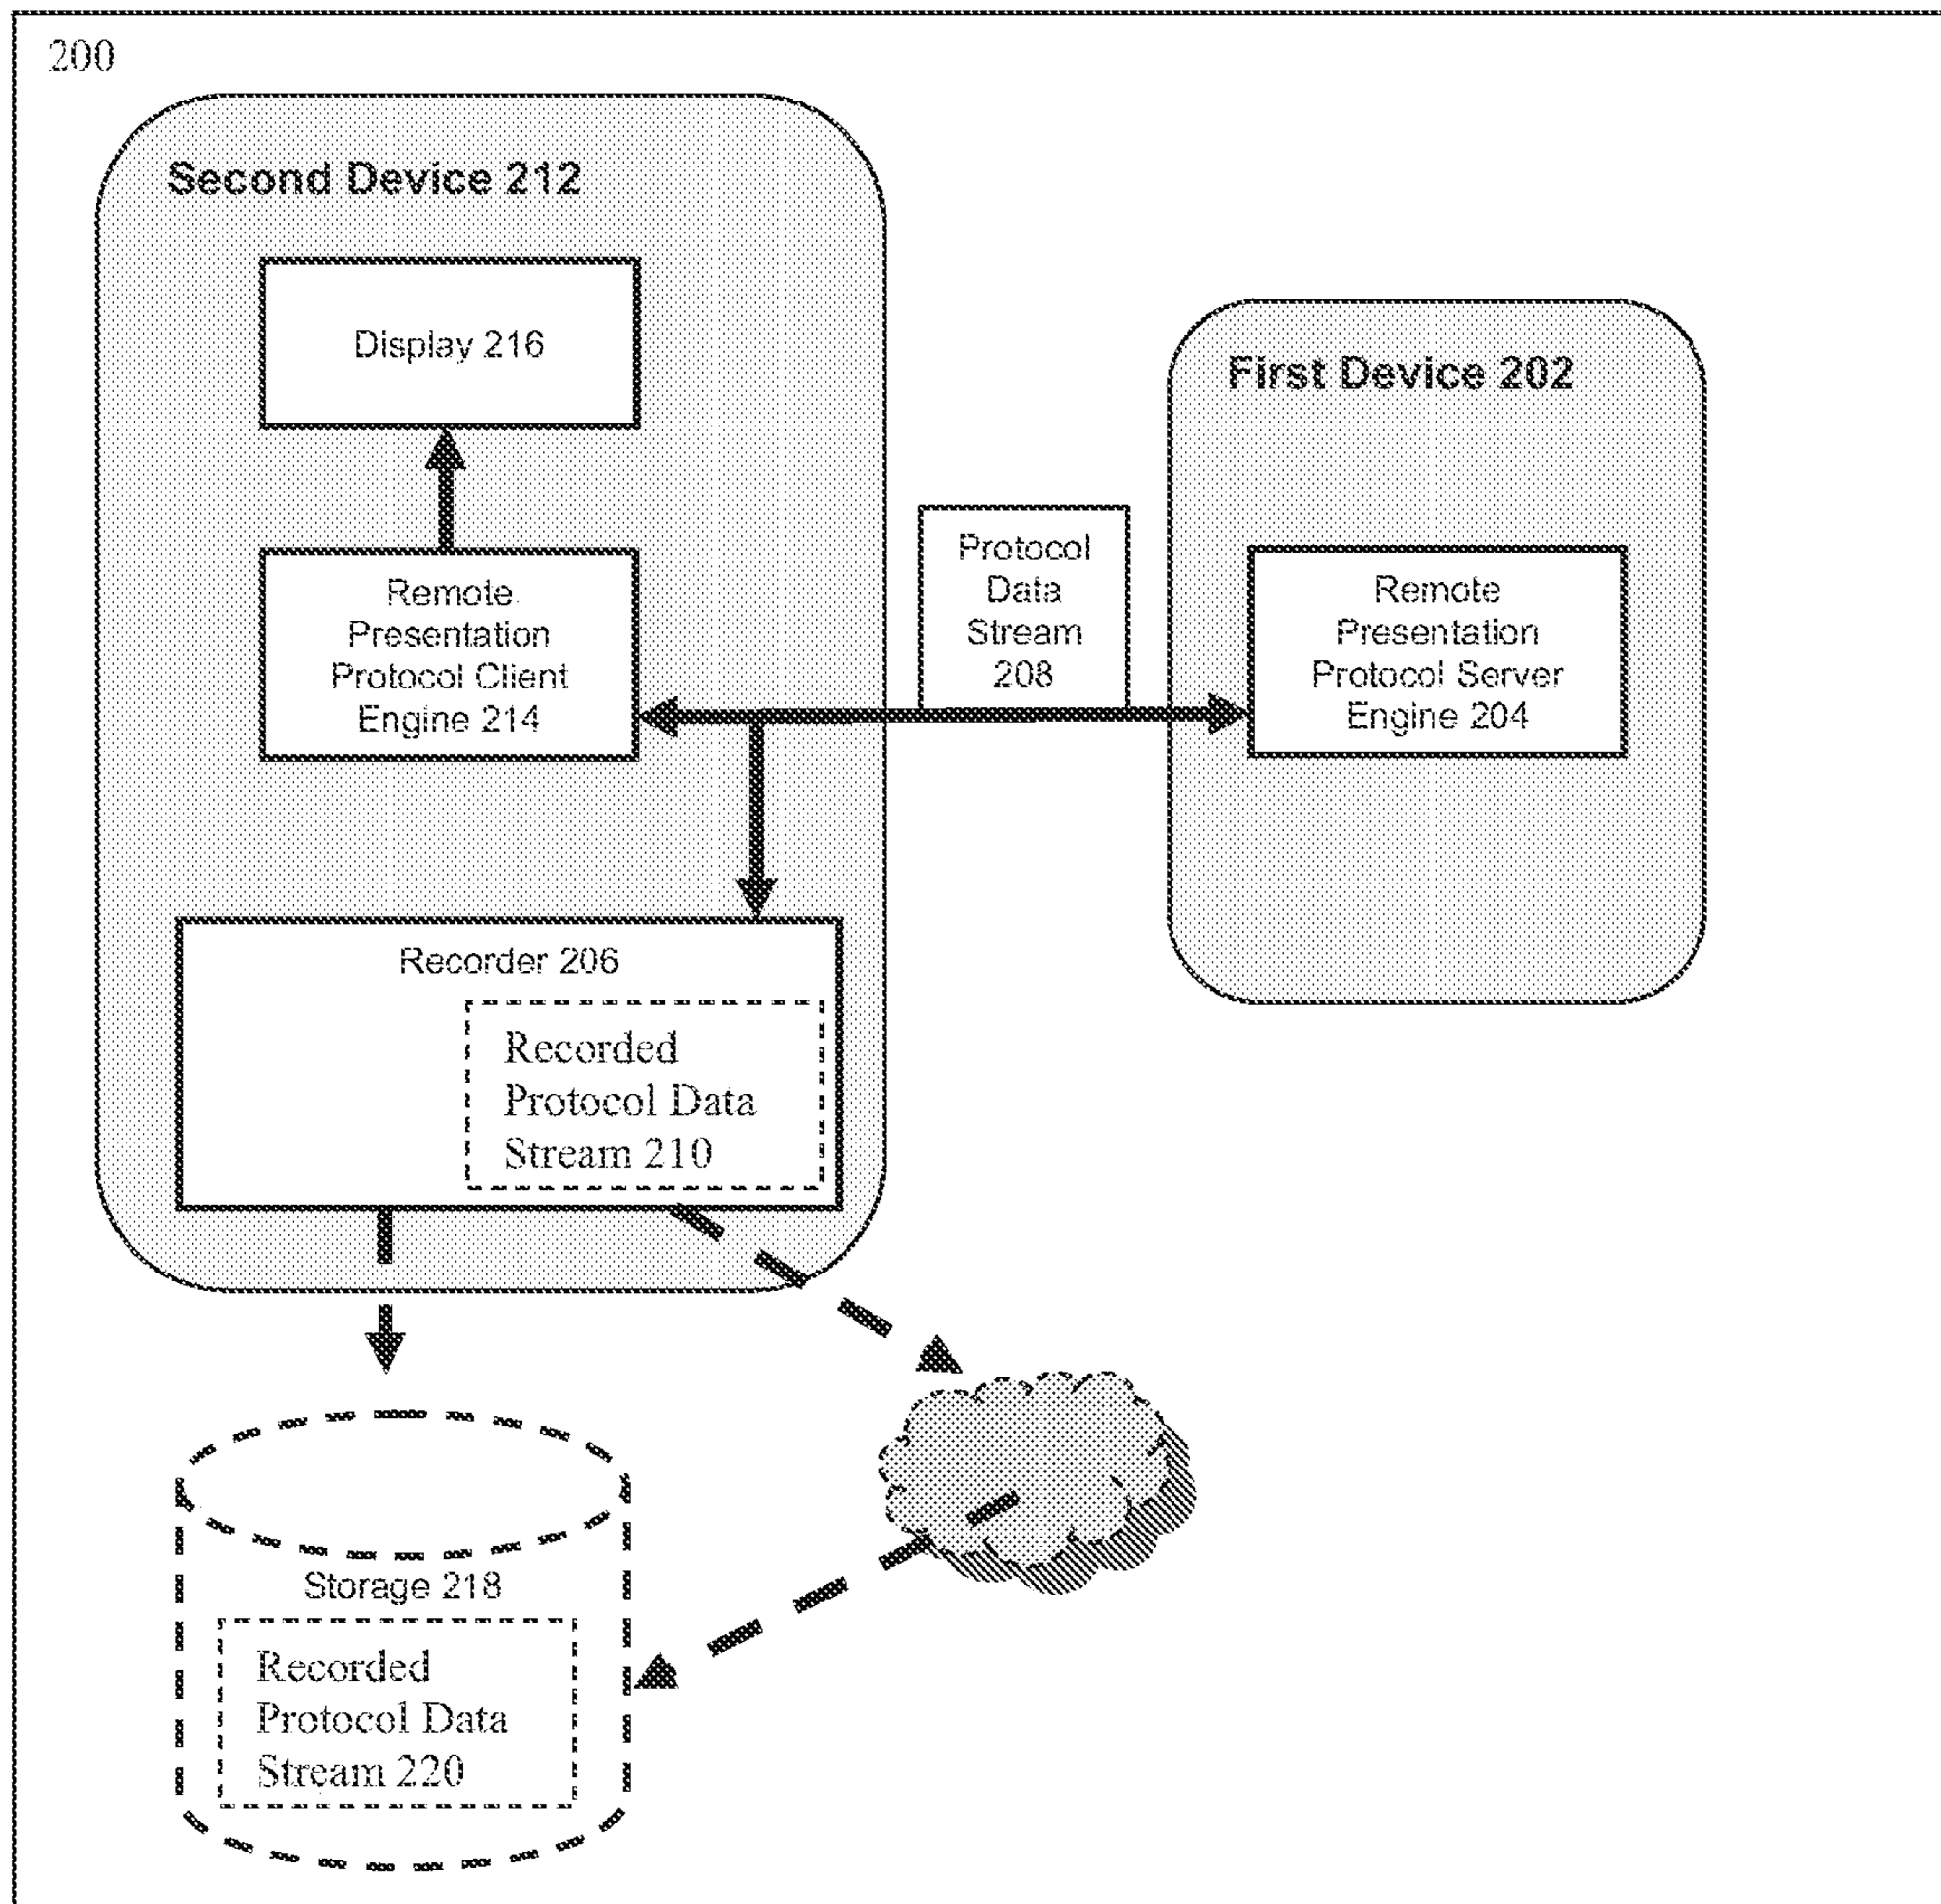 200
Second Device 212
Display 216
First Device 202
Remote
Presentation
Protocol Client
Engine 214
Protocol
Data
Stream
208
Remote
Presentation
Protocol Server
Engine 204
Recorder 206
Recorded
Protocol Data
Stream 210
Storage 218
Recorded
Protocol Data
Stream 220